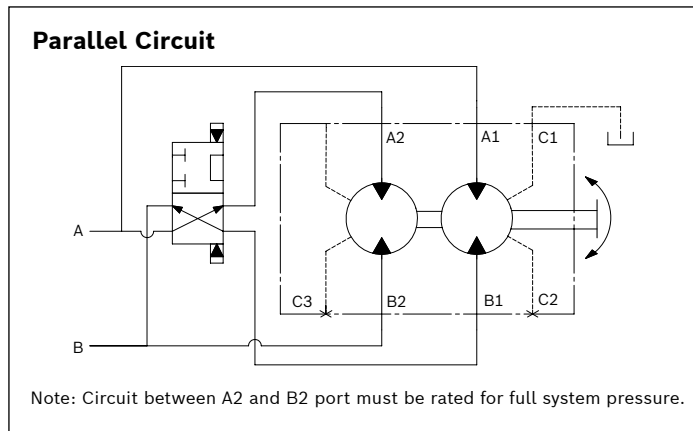 Parallel Circuit
A2 A1 C1
A
C3 B2 B1 C2
B
Note: Circuit between A2 and B2 port must be rated for full system pressure.